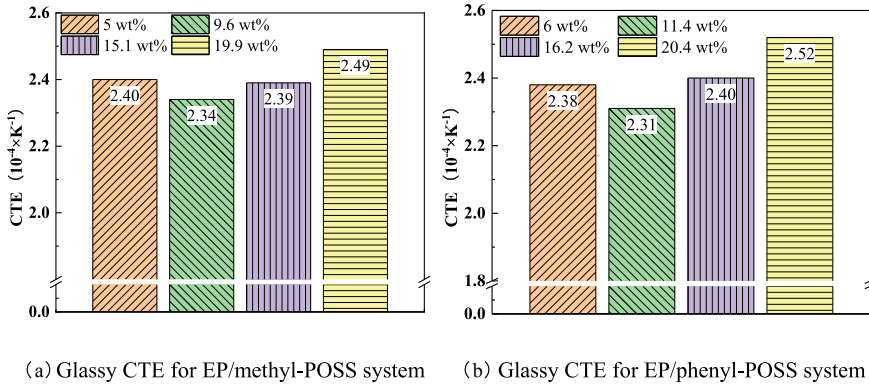 5 wt%
9.6 wt%
15.1 wt%
19.9 wt%
2.6
2.4
2.2
2.0
0.0
CTE (10⁻⁴×K⁻¹)
2.40
2.34
2.39
2.49
(a) Glassy CTE for EP/methyl-POSS system
6 wt%
11.4 wt%
16.2 wt%
20.4 wt%
2.6
2.4
2.2
2.0
1.8
0.0
CTE (10⁻⁴×K⁻¹)
2.38
2.31
2.40
2.52
(b) Glassy CTE for EP/phenyl-POSS system